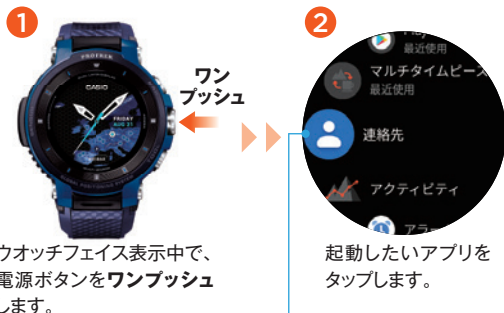 1
CASIO
PROTREK
FRIDAY
AUG 31
ワン
プッシュ
ウオッチフェイス表示中で、
電源ボタンをワンプッシュ
します。
2
最近使用
マルチタイムピース
最近使用
連絡先
アクティビティ
起動したいアプリを
タップします。